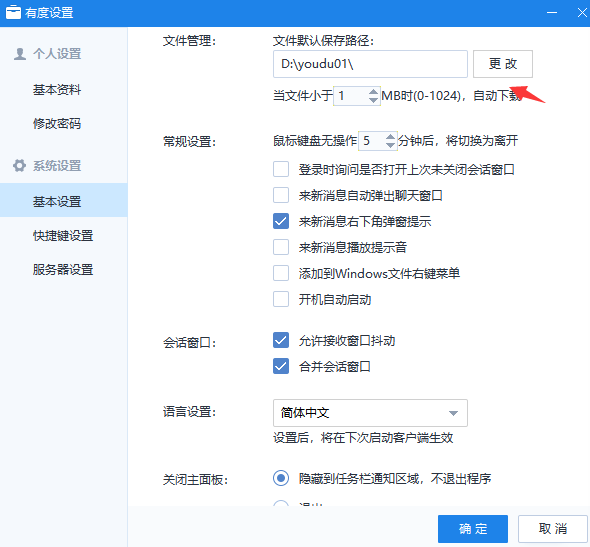 有度设置
个人设置
基本资料
修改密码
系统设置
基本设置
快捷键设置
服务器设置
文件管理：
文件默认保存路径：
D:\youdu01\
更 改
当文件小于 1 MB时(0-1024)，自动下载
常规设置：
鼠标键盘无操作 5 分钟后，将切换为离开
登录时询问是否打开上次未关闭会话窗口
来新消息自动弹出聊天窗口
来新消息右下角弹窗提示
来新消息播放提示音
添加到Windows文件右键菜单
开机自动启动
会话窗口：
允许接收窗口抖动
合并会话窗口
语言设置：
简体中文
设置后，将在下次启动客户端生效
关闭主面板：
隐藏到任务栏通知区域，不退出程序
确 定
取 消